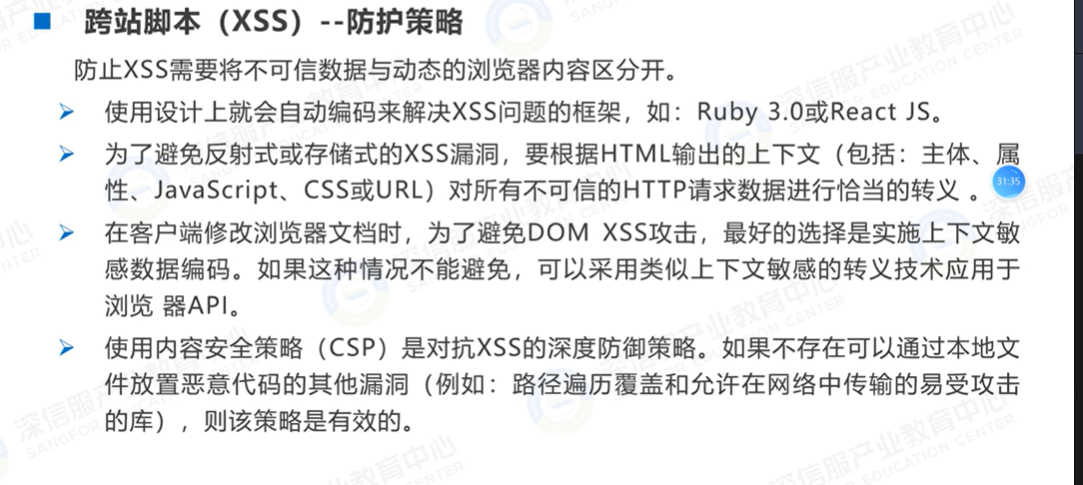 跨站脚本（XSS）--防护策略
防止XSS需要将不可信数据与动态的浏览器内容区分开。
使用设计上就会自动编码来解决XSS问题的框架，如：Ruby 3.0或React JS。
为了避免反射式或存储式的XSS漏洞，要根据HTML输出的上下文（包括：主体、属
性、JavaScript、CSS或URL）对所有不可信的HTTP请求数据进行恰当的转义 。
31:35
在客户端修改浏览器文档时，为了避免DOM XSS攻击，最好的选择是实施上下文敏
感数据编码。如果这种情况不能避免，可以采用类似上下文敏感的转义技术应用于
浏览 器API。
使用内容安全策略（CSP）是对抗XSS的深度防御策略。如果不存在可以通过本地文
件放置恶意代码的其他漏洞（例如：路径遍历覆盖和允许在网络中传输的易受攻击
的库），则该策略是有效的。
深信服产业教育中心
SANGFOR EDUCATION CENTER